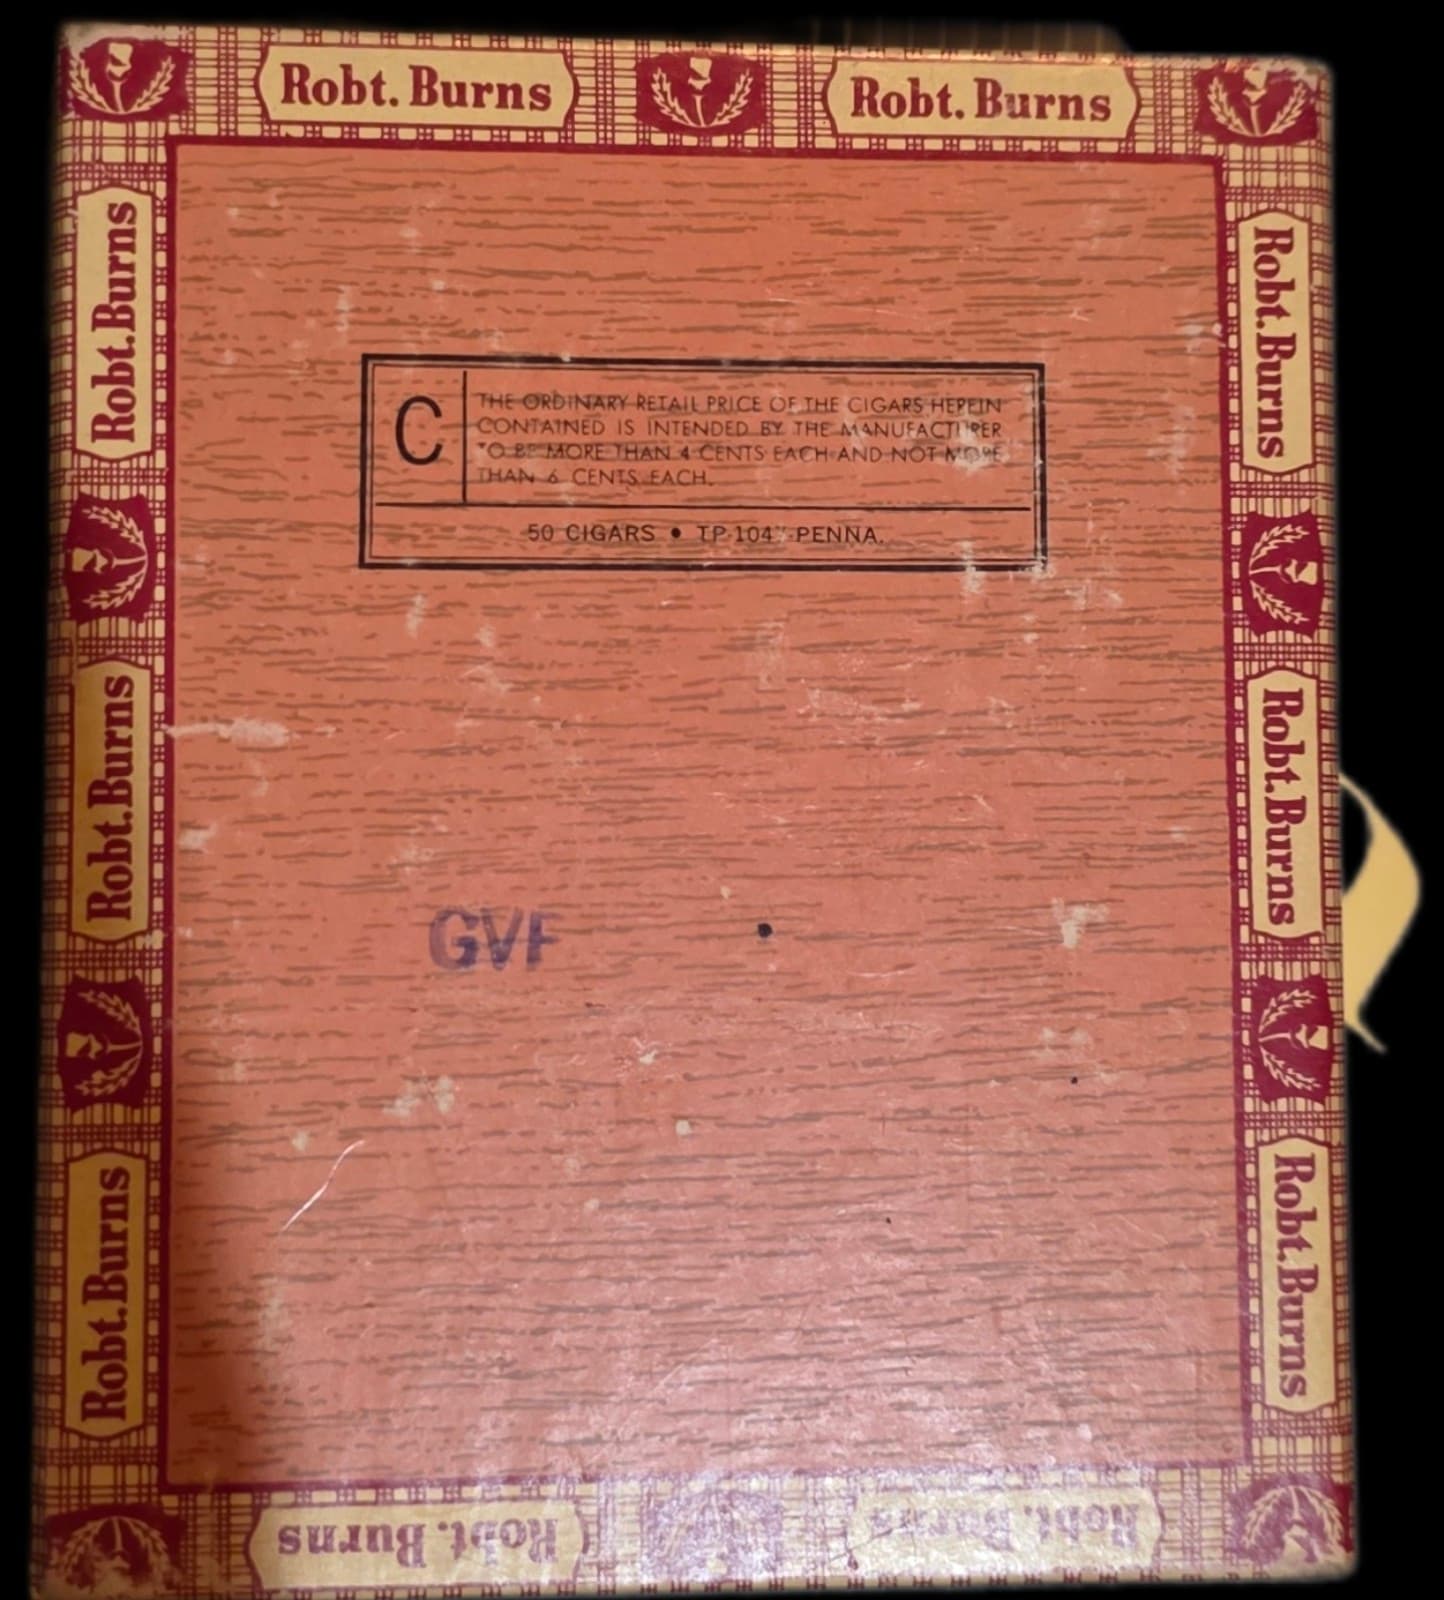 Robt. Burns
Robt. Burns
Robt. Burns
Robt. Burns
C
THE ORDINARY RETAIL PRICE OF THE CIGARS HEREIN
CONTAINED IS INTENDED BY THE MANUFACTURER
TO BE MORE THAN 4 CENTS EACH AND NOT MORE
THAN 6 CENTS EACH.
50 CIGARS • TP-104 -PENNA.
Robt. Burns
Robt. Burns
GVF
Robt. Burns
Robt. Burns
Robt. Burns
Robt. Burns